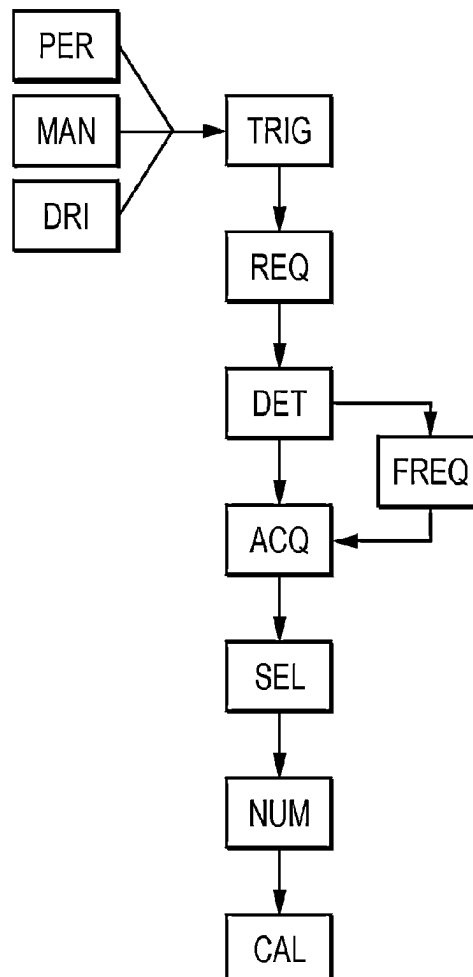 PER
MAN
DRI
TRIG
REQ
DET
FREQ
ACQ
SEL
NUM
CAL